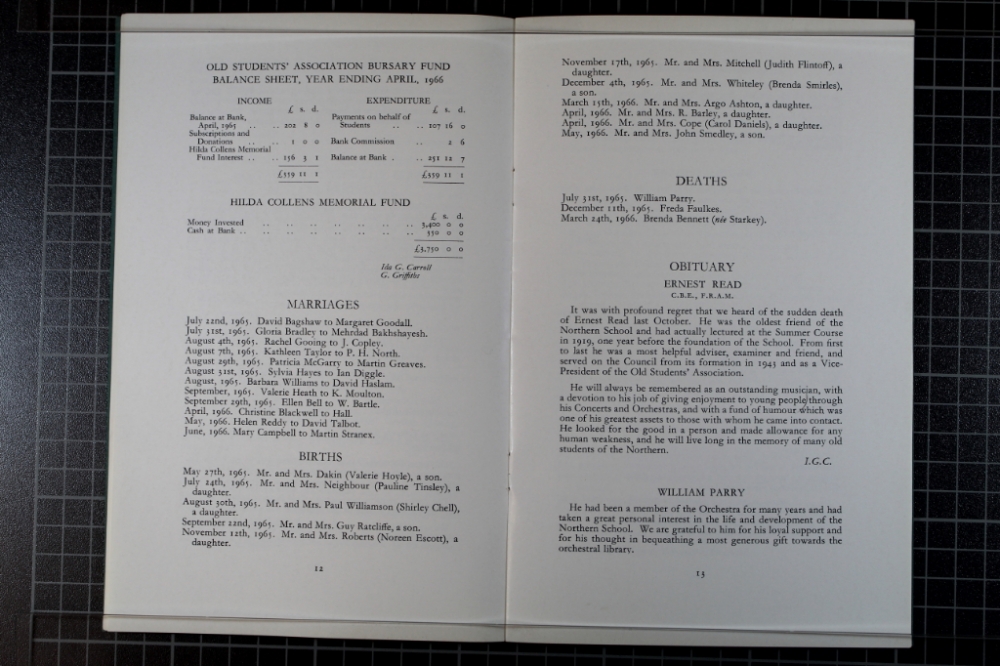 OLD STUDENTS' ASSOCIATION BURSARY FUND
BALANCE SHEET, YEAR ENDING APRIL, 1966
INCOME
£ s. d.
Balance at Bank,
April, 1965 .. .. 202 8 0
Subscriptions and
Donations .. .. 1 0 0
Hilda Collens Memorial
Fund Interest .. .. 156 3 1
£359 11 1
EXPENDITURE
£ s. d.
Payments on behalf of
Students .. .. 107 16 0
Bank Commission .. 2 6
Balance at Bank . .. 251 12 7
£359 11 1
HILDA COLLENS MEMORIAL FUND
£ s. d.
Money Invested .. .. .. .. .. .. .. 3,400 0 0
Cash at Bank .. .. .. .. .. .. .. .. 350 0 0
£3,750 0 0
Ida G. Carroll
G. Griffiths
MARRIAGES
July 22nd, 1965. David Bagshaw to Margaret Goodall.
July 31st, 1965. Gloria Bradley to Mehrdad Bakhshayesh.
August 4th, 1965. Rachel Gooing to J. Copley.
August 7th, 1965. Kathleen Taylor to P. H. North.
August 29th, 1965. Patricia McGarry to Martin Greaves.
August 31st, 1965. Sylvia Hayes to Ian Diggle.
August, 1965. Barbara Williams to David Haslam.
September, 1965. Valerie Heath to K. Moulton.
September 29th, 1965. Ellen Bell to W. Bartle.
April, 1966. Christine Blackwell to Hall.
May, 1966. Helen Reddy to David Talbot.
June, 1966. Mary Campbell to Martin Stranex.
BIRTHS
May 27th, 1965. Mr. and Mrs. Dakin (Valerie Hoyle), a son.
July 24th, 1965. Mr. and Mrs. Neighbour (Pauline Tinsley), a
daughter.
August 30th, 1965. Mr. and Mrs. Paul Williamson (Shirley Chell),
a daughter.
September 22nd, 1965. Mr. and Mrs. Guy Ratcliffe, a son.
November 12th, 1965. Mr. and Mrs. Roberts (Noreen Escott), a
daughter.
12
November 17th, 1965. Mr. and Mrs. Mitchell (Judith Flintoff), a
daughter.
December 4th, 1965. Mr. and Mrs. Whiteley (Brenda Smirles),
a son.
March 15th, 1966. Mr. and Mrs. Argo Ashton, a daughter.
April, 1966. Mr. and Mrs. R. Barley, a daughter.
April, 1966. Mr. and Mrs. Cope (Carol Daniels), a daughter.
May, 1966. Mr. and Mrs. John Smedley, a son.
DEATHS
July 31st, 1965. William Parry.
December 11th, 1965. Freda Faulkes.
March 24th, 1966. Brenda Bennett (née Starkey).
OBITUARY
ERNEST READ
C.B.E., F.R.A.M.
It was with profound regret that we heard of the sudden death
of Ernest Read last October. He was the oldest friend of the
Northern School and had actually lectured at the Summer Course
in 1919, one year before the foundation of the School. From first
to last he was a most helpful adviser, examiner and friend, and
served on the Council from its formation in 1943 and as a Vice-
President of the Old Students' Association.
He will always be remembered as an outstanding musician, with
a devotion to his job of giving enjoyment to young people through
his Concerts and Orchestras, and with a fund of humour which was
one of his greatest assets to those with whom he came into contact.
He looked for the good in a person and made allowance for any
human weakness, and he will live long in the memory of many old
students of the Northern.
I.G.C.
WILLIAM PARRY
He had been a member of the Orchestra for many years and had
taken a great personal interest in the life and development of the
Northern School. We are grateful to him for his loyal support and
for his thought in bequeathing a most generous gift towards the
orchestral library.
13